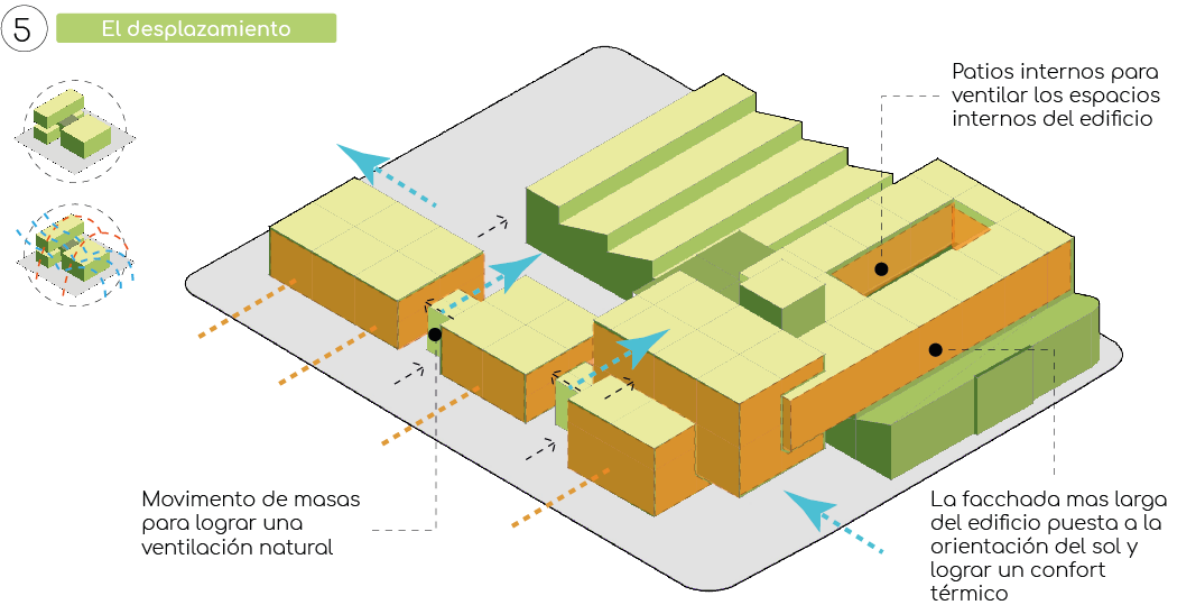 5
El desplazamiento
Patios internos para
ventilar los espacios
internos del edificio
Movimento de masas
para lograr una
ventilación natural
La facchada mas larga
del edificio puesta a la
orientación del sol y
lograr un confort
térmico